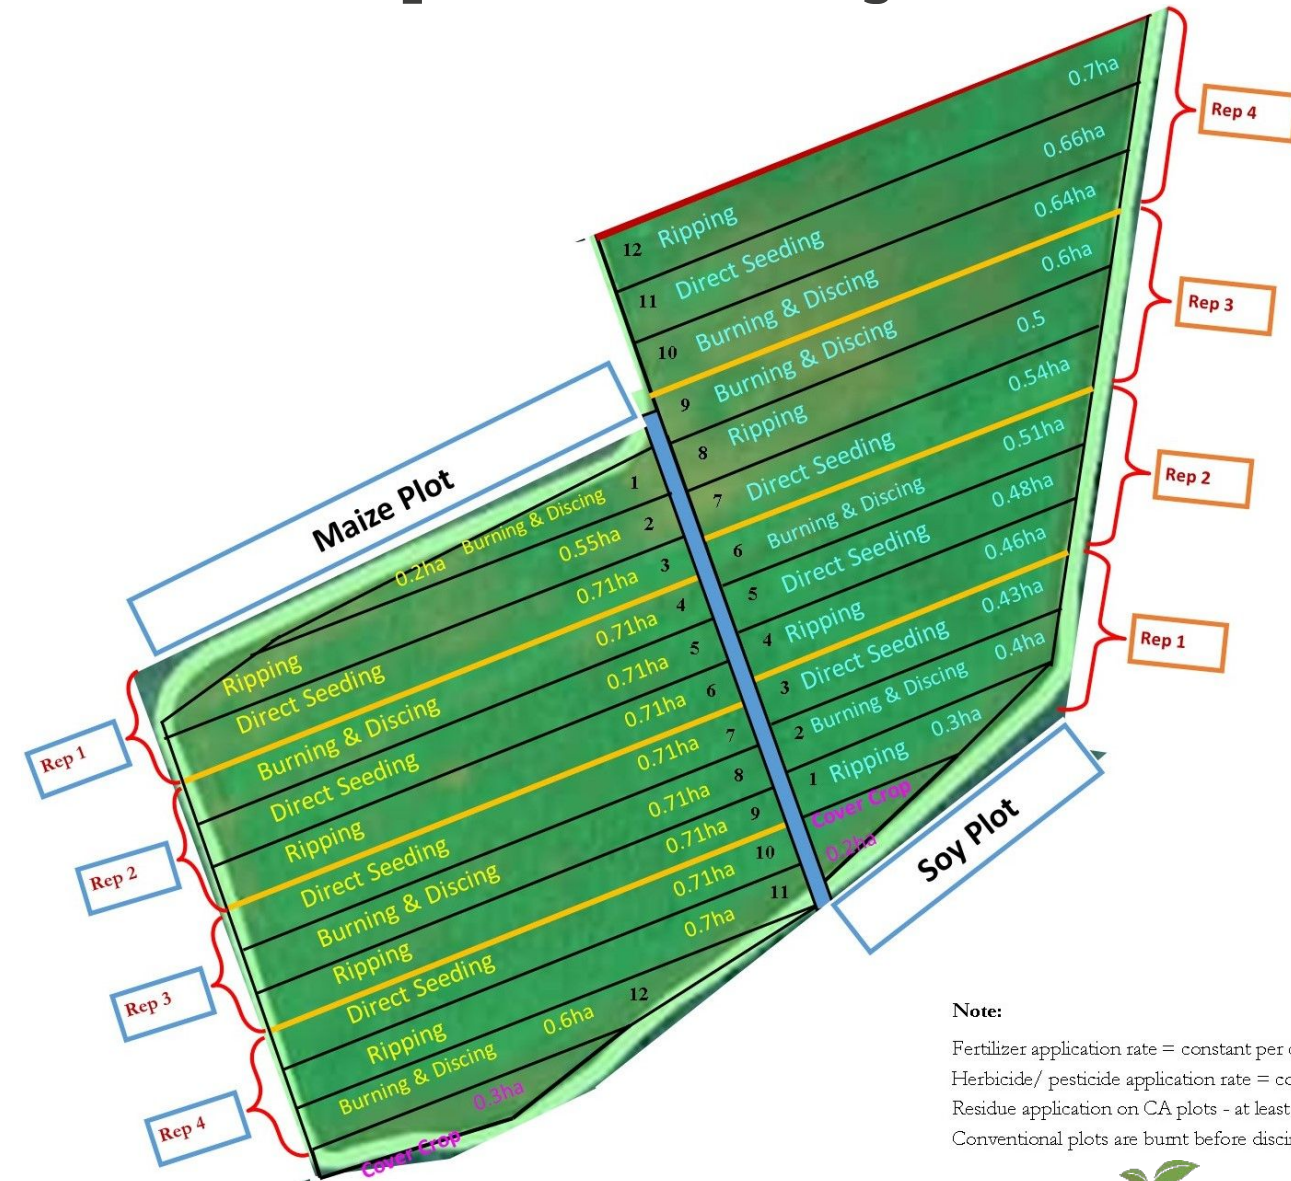 0.7ha
Rep 4
0.66ha
0.64ha
12 Ripping
11 Direct Seeding
10 Burning & Discing
0.6ha
Rep 3
9 Burning & Discing
0.5
8 Ripping
0.54ha
7 Direct Seeding
0.51ha
Rep 2
6 Burning & Discing
0.48ha
5 Direct Seeding
0.46ha
4 Ripping
0.43ha
Rep 1
3 Direct Seeding
0.4ha
2 Burning & Discing
0.3ha
1 Ripping
Cover Crop
0.2ha
Soy Plot
Maize Plot
1
Burning & Discing
0.2ha
2
0.55ha
Ripping
3
0.71ha
Direct Seeding
Rep 1
4
0.71ha
Burning & Discing
5
0.71ha
Direct Seeding
6
0.71ha
Ripping
Rep 2
7
0.71ha
Direct Seeding
8
0.71ha
Burning & Discing
9
0.71ha
Ripping
Rep 3
10
0.71ha
Direct Seeding
11
0.7ha
Ripping
12
0.6ha
Burning & Discing
Rep 4
0.3ha
Cover Crop
Note:
Fertilizer application rate = constant per
Herbicide/ pesticide application rate =
Residue application on CA plots - at least
Conventional plots are burnt before